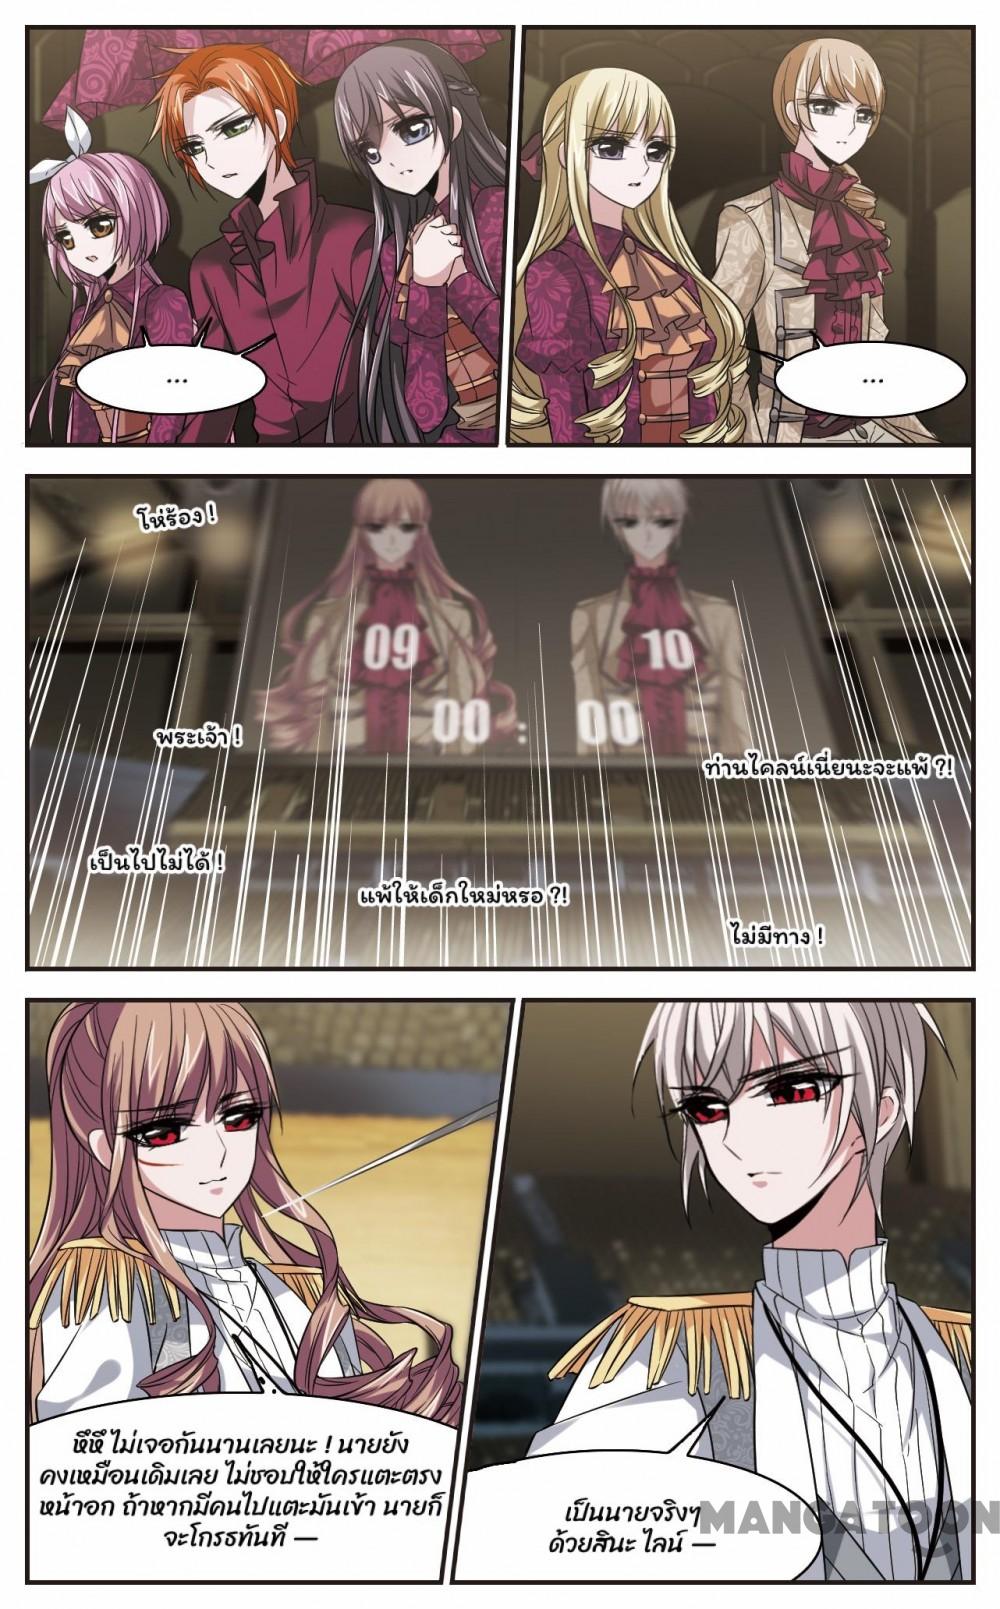 ...
...
โห่ร้อง !
09
10
00 : 00
พระเจ้า !
ท่านไคลน์เนี่ยนะจะแพ้ ?!
เป็นไปไม่ได้ !
แพ้ให้เด็กใหม่หรอ ?!
ไม่มีทาง !
หึหึ ไม่เจอกันนานเลยนะ ! นายยัง
คงเหมือนเดิมเลย ไม่ชอบให้ใครแตะตรง
หน้าอก ถ้าหากมีคนไปแตะมันเข้า นายก็
จะโกรธทันที —
เป็นนายจริงๆ
ด้วยสินะ ไลน์ —
MANGATOON